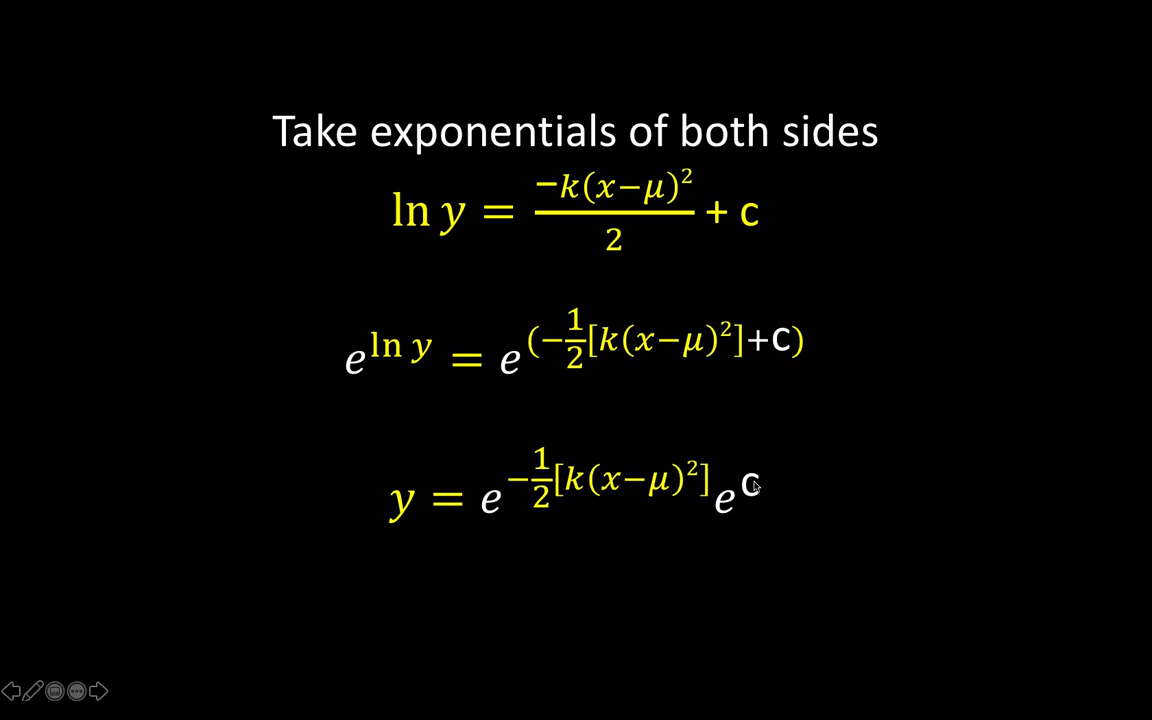 Take exponentials of both sides
ln y = −k(x−μ)²/2 + c
e^{ln y} = e^{(−1/2[k(x−μ)²]+c)}
y = e^{−1/2[k(x−μ)²]} e^{c}